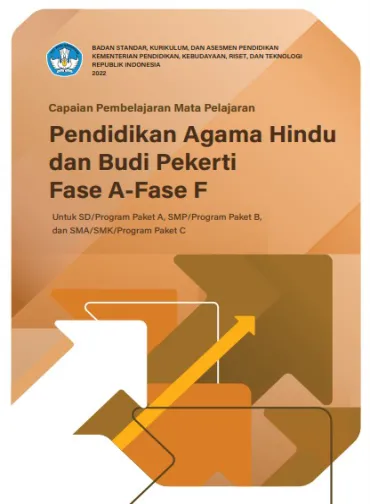 BADAN STANDAR, KURIKULUM, DAN ASESMEN PENDIDIKAN
KEMENTERIAN PENDIDIKAN, KEBUDAYAAN, RISET, DAN TEKNOLOGI
REPUBLIK INDONESIA
2022
Capaian Pembelajaran Mata Pelajaran
Pendidikan Agama Hindu
dan Budi Pekerti
Fase A-Fase F
Untuk SD/Program Paket A, SMP/Program Paket B,
dan SMA/SMK/Program Paket C